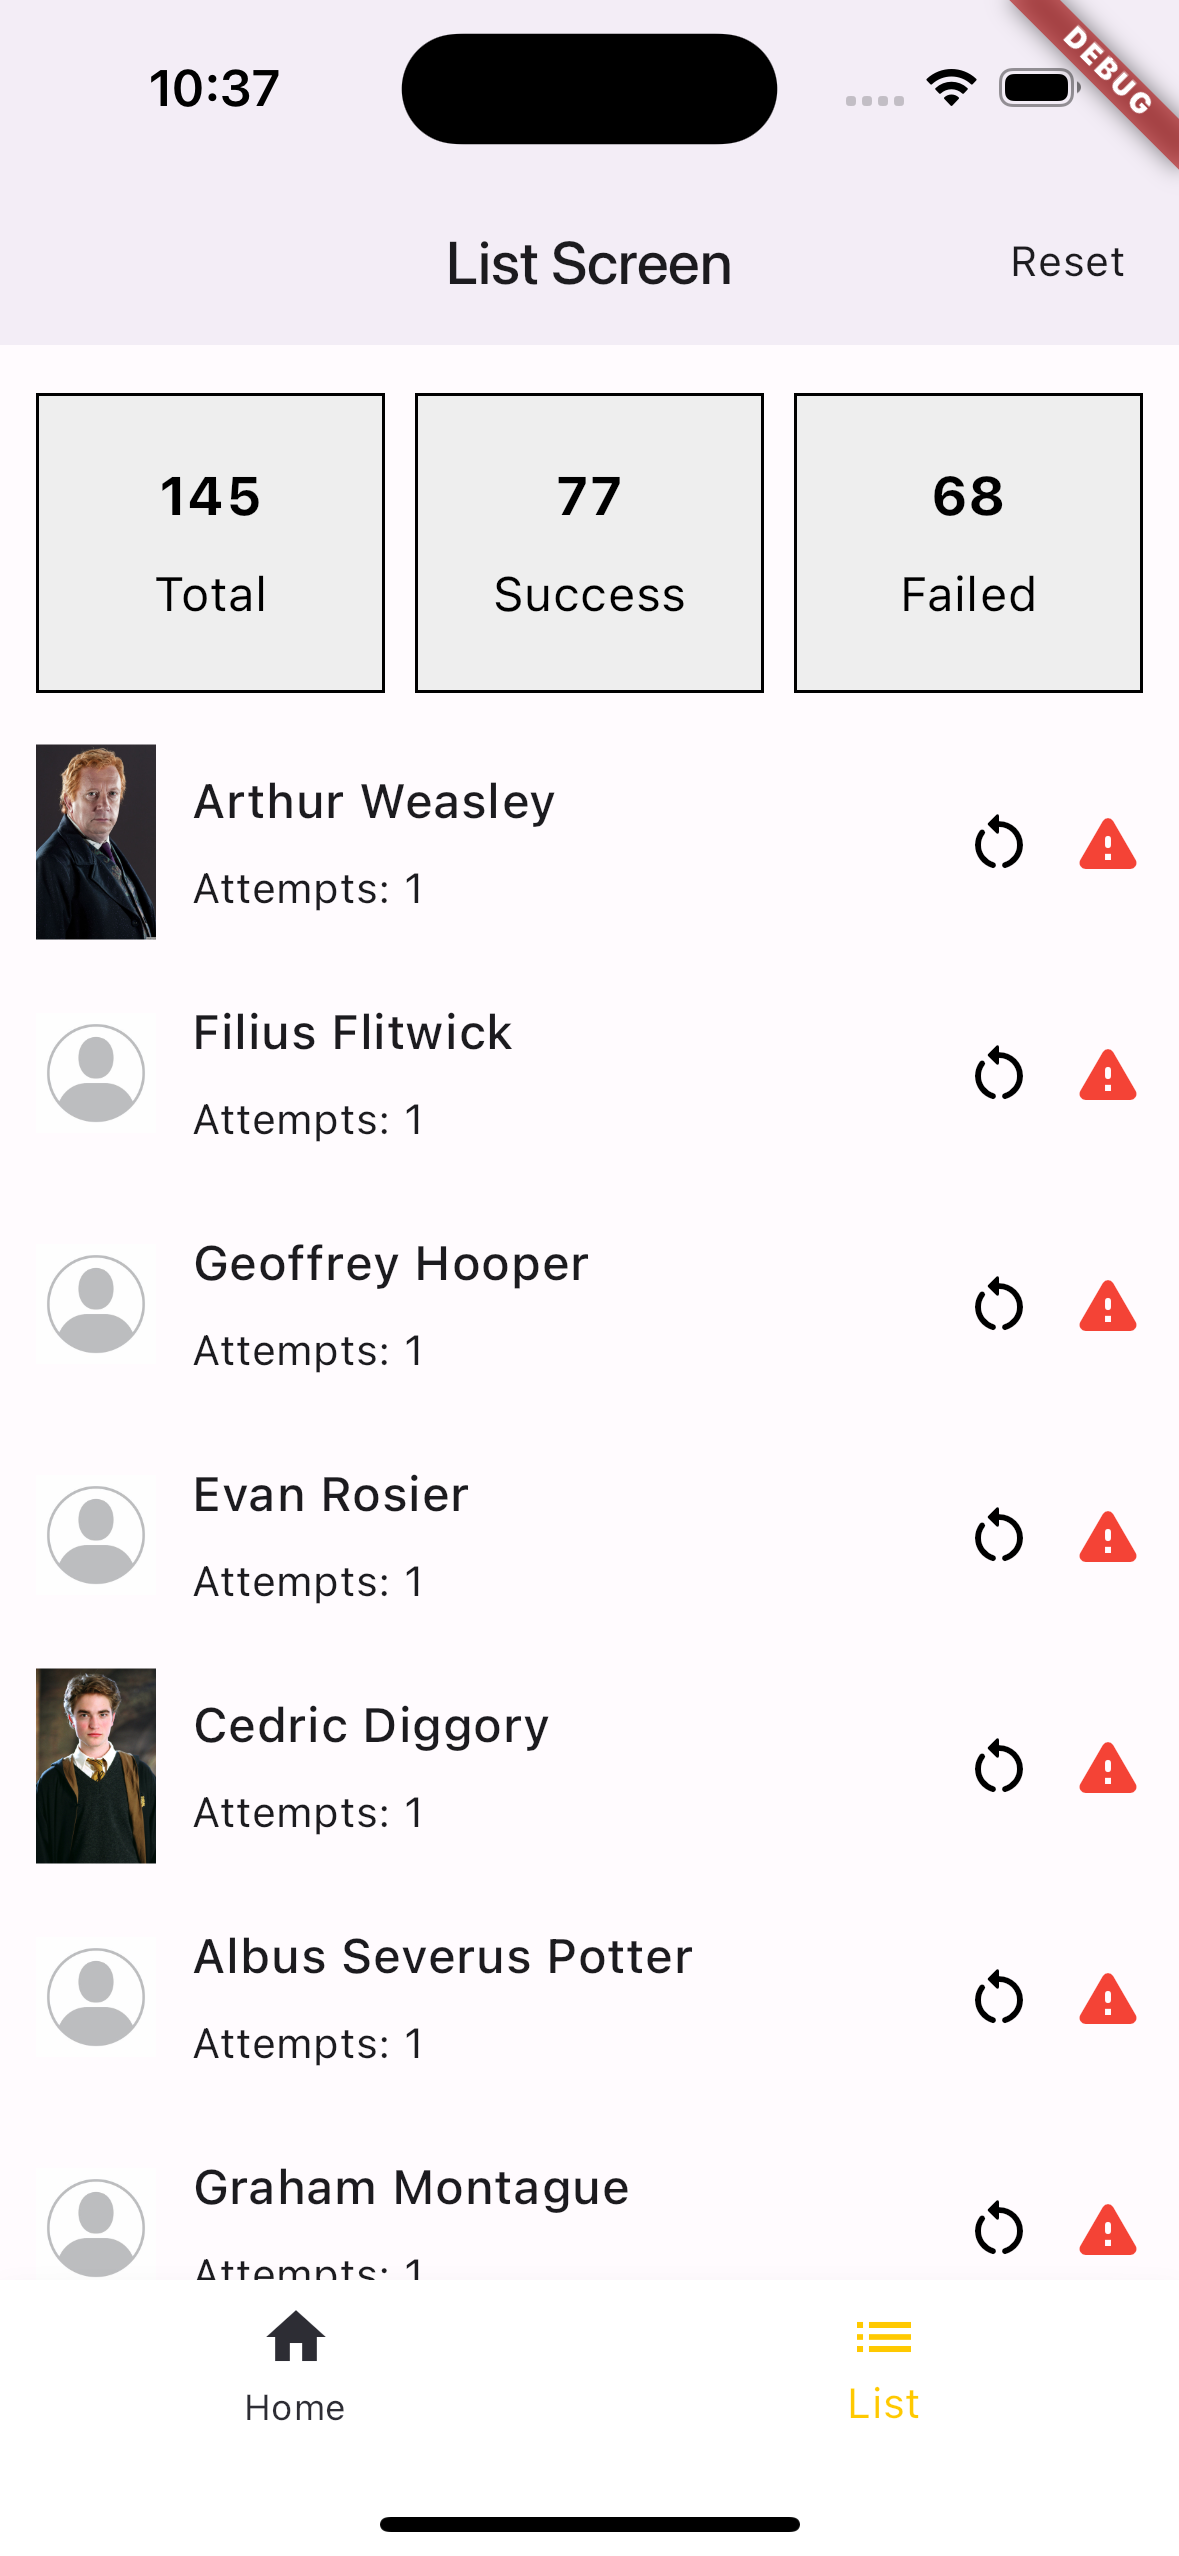 10:37
DEBUG
List Screen
Reset
145
77
68
Total
Success
Failed
Arthur Weasley
Attempts: 1
Filius Flitwick
Attempts: 1
Geoffrey Hooper
Attempts: 1
Evan Rosier
Attempts: 1
Cedric Diggory
Attempts: 1
Albus Severus Potter
Attempts: 1
Graham Montague
Attempts: 1
Home
List